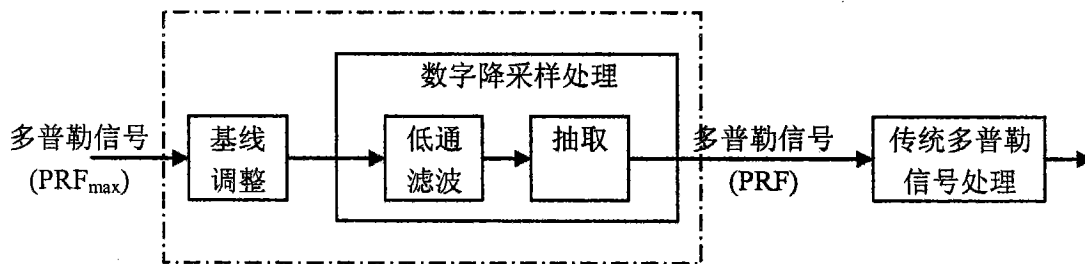 数字降采样处理
多普勒信号
(PRFmax)
基线
调整
低通
滤波
抽取
多普勒信号
(PRF)
传统多普勒
信号处理